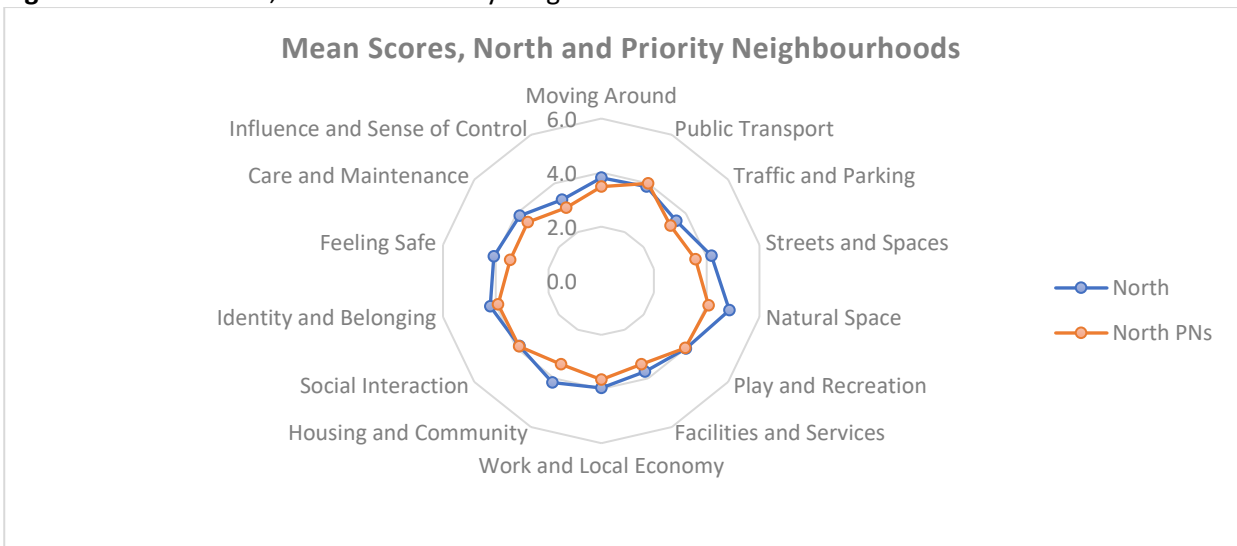 Mean Scores, North and Priority Neighbourhoods
Moving Around
Influence and Sense of Control
6.0
Public Transport
Care and Maintenance
4.0
Traffic and Parking
Feeling Safe
2.0
Streets and Spaces
0.0
North
Identity and Belonging
Natural Space
North PNs
Social Interaction
Play and Recreation
Housing and Community
Facilities and Services
Work and Local Economy